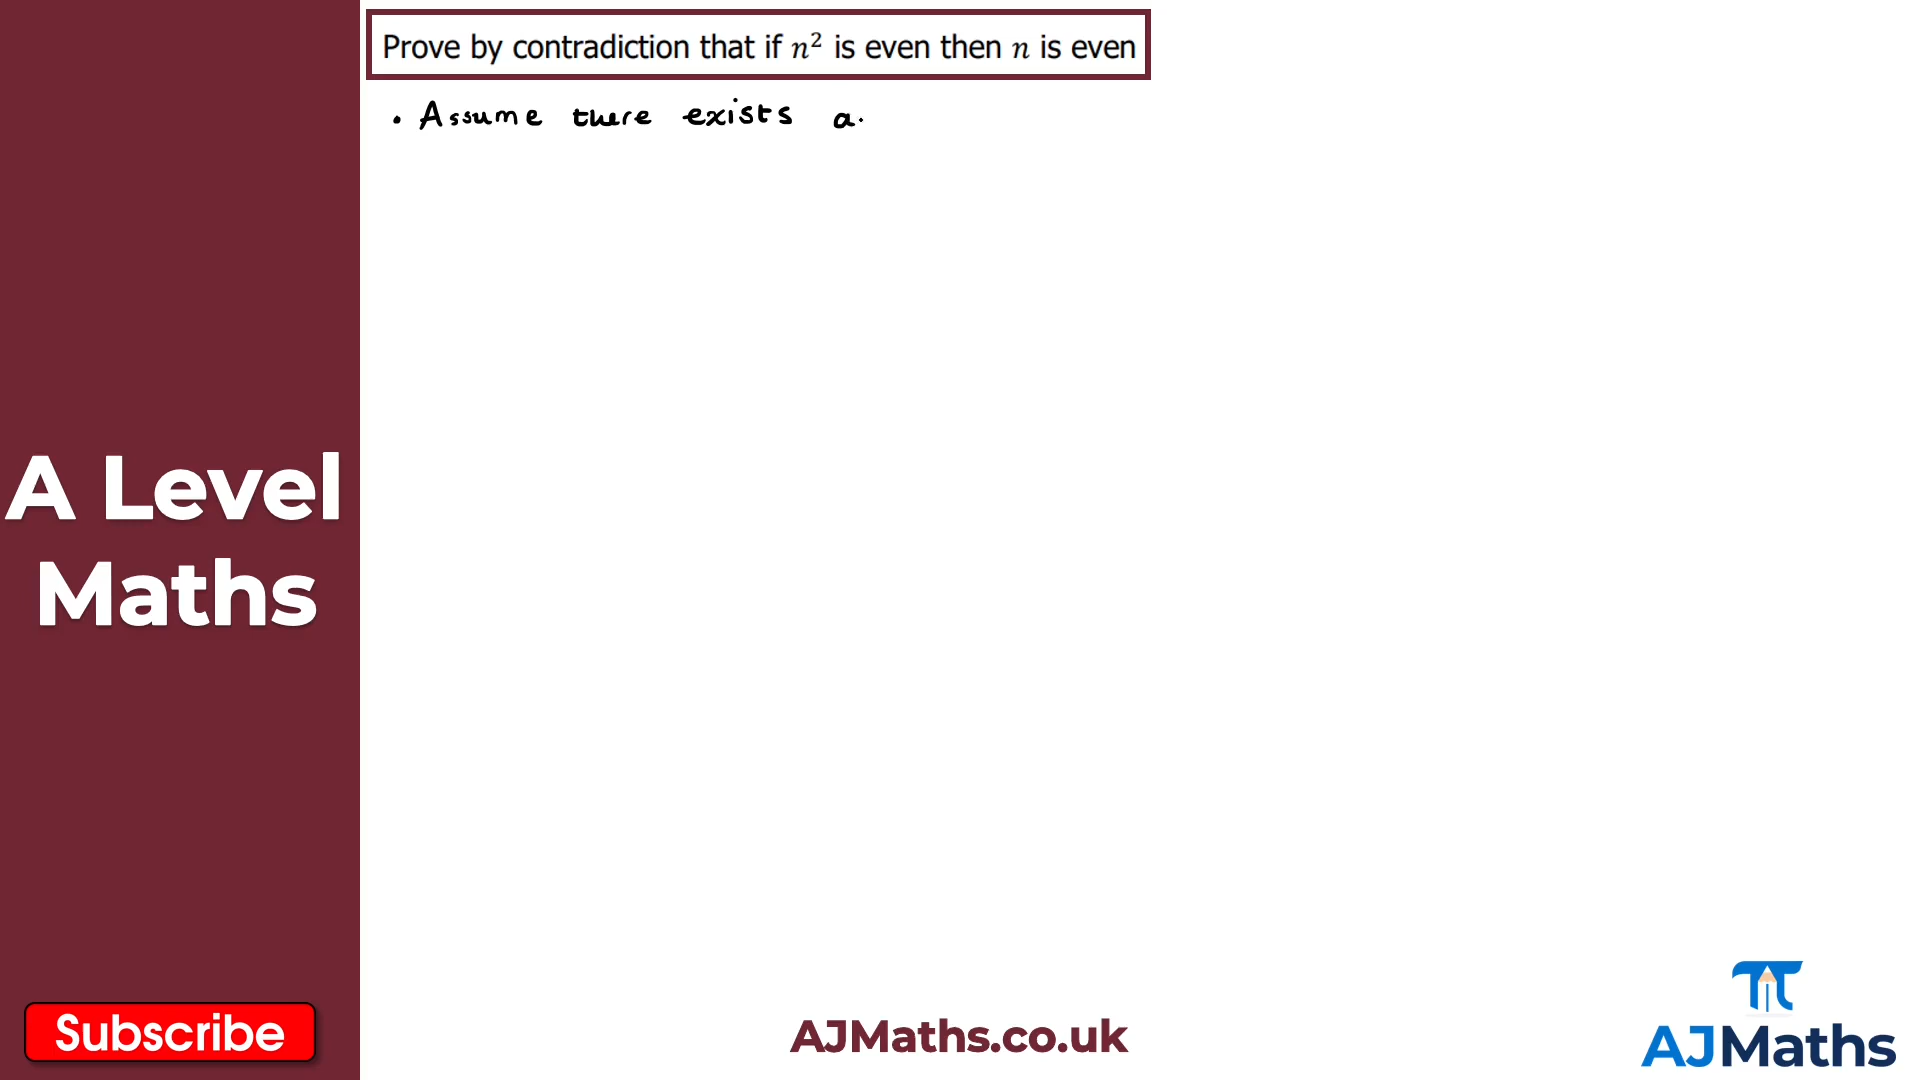 Prove by contradiction that if n² is even then n is even
• Assume there exists a
A Level
Maths
Subscribe
AJMaths.co.uk
AJMaths